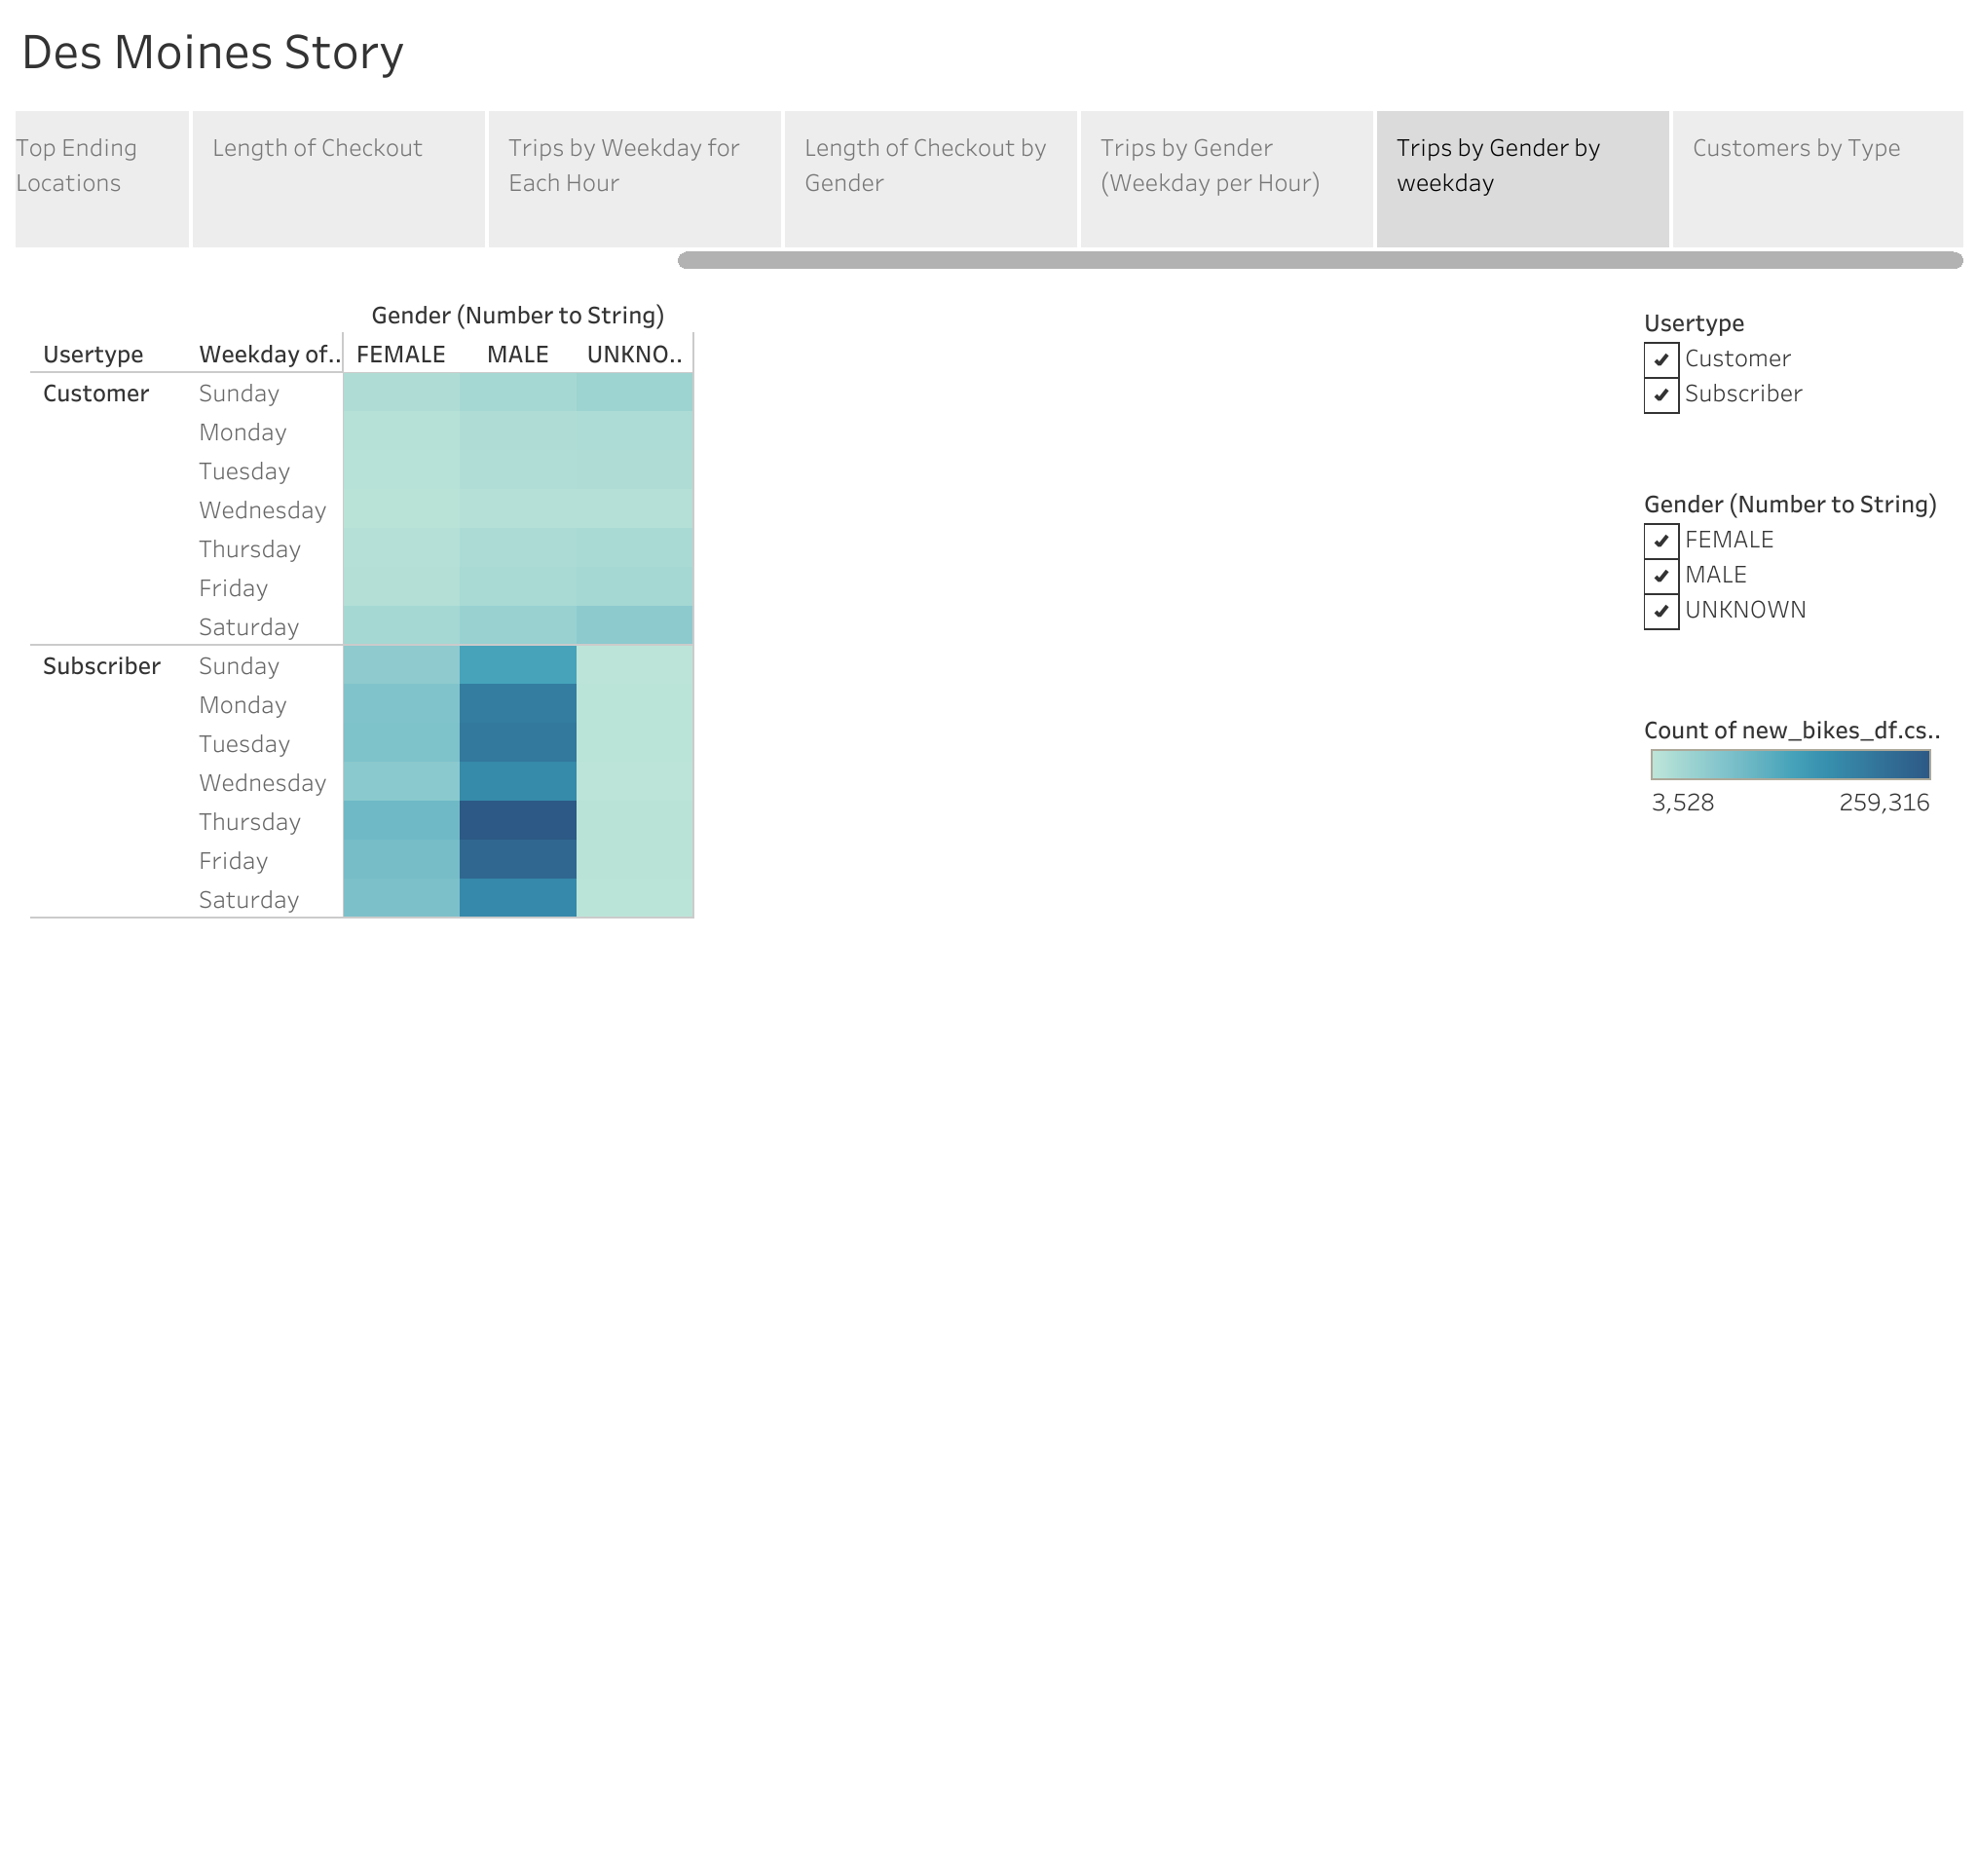 Des Moines Story
Top Ending
Locations
Length of Checkout
Trips by Weekday for
Each Hour
Length of Checkout by
Gender
Trips by Gender
(Weekday per Hour)
Trips by Gender by
weekday
Customers by Type
Gender (Number to String)
Usertype Weekday of.. FEMALE MALE UNKNO..
Customer Sunday
Monday
Tuesday
Wednesday
Thursday
Friday
Saturday
Subscriber Sunday
Monday
Tuesday
Wednesday
Thursday
Friday
Saturday
Usertype
Customer
Subscriber
Gender (Number to String)
FEMALE
MALE
UNKNOWN
Count of new_bikes_df.cs..
3,528 259,316